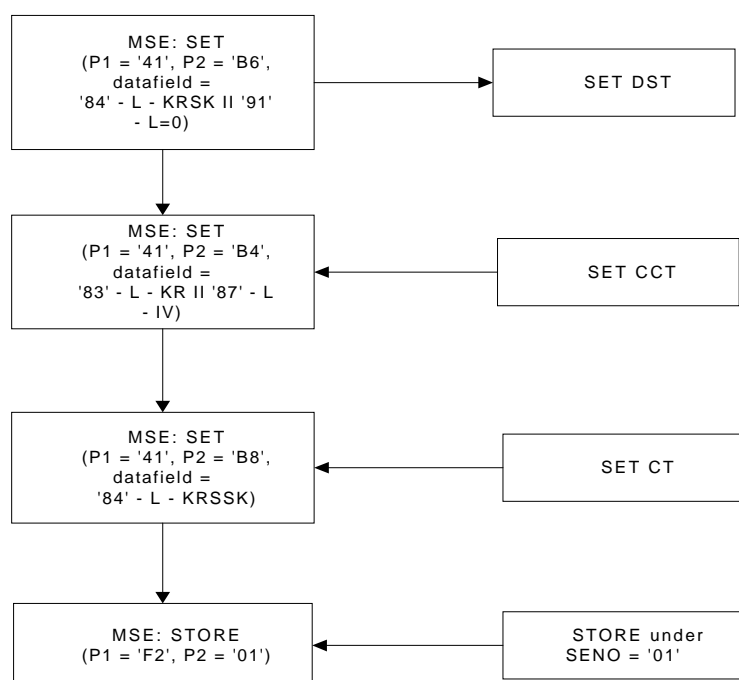 MSE: SET
(P1 = '41', P2 = 'B6',
datafield =
'84' - L - KRSK II '91'
- L=0)
SET DST
MSE: SET
(P1 = '41', P2 = 'B4',
datafield =
'83' - L - KR II '87' - L
- IV)
SET CCT
MSE: SET
(P1 = '41', P2 = 'B8',
datafield =
'84' - L - KRSSK)
SET CT
MSE: STORE
(P1 = 'F2', P2 = '01')
STORE under
SENO = '01'